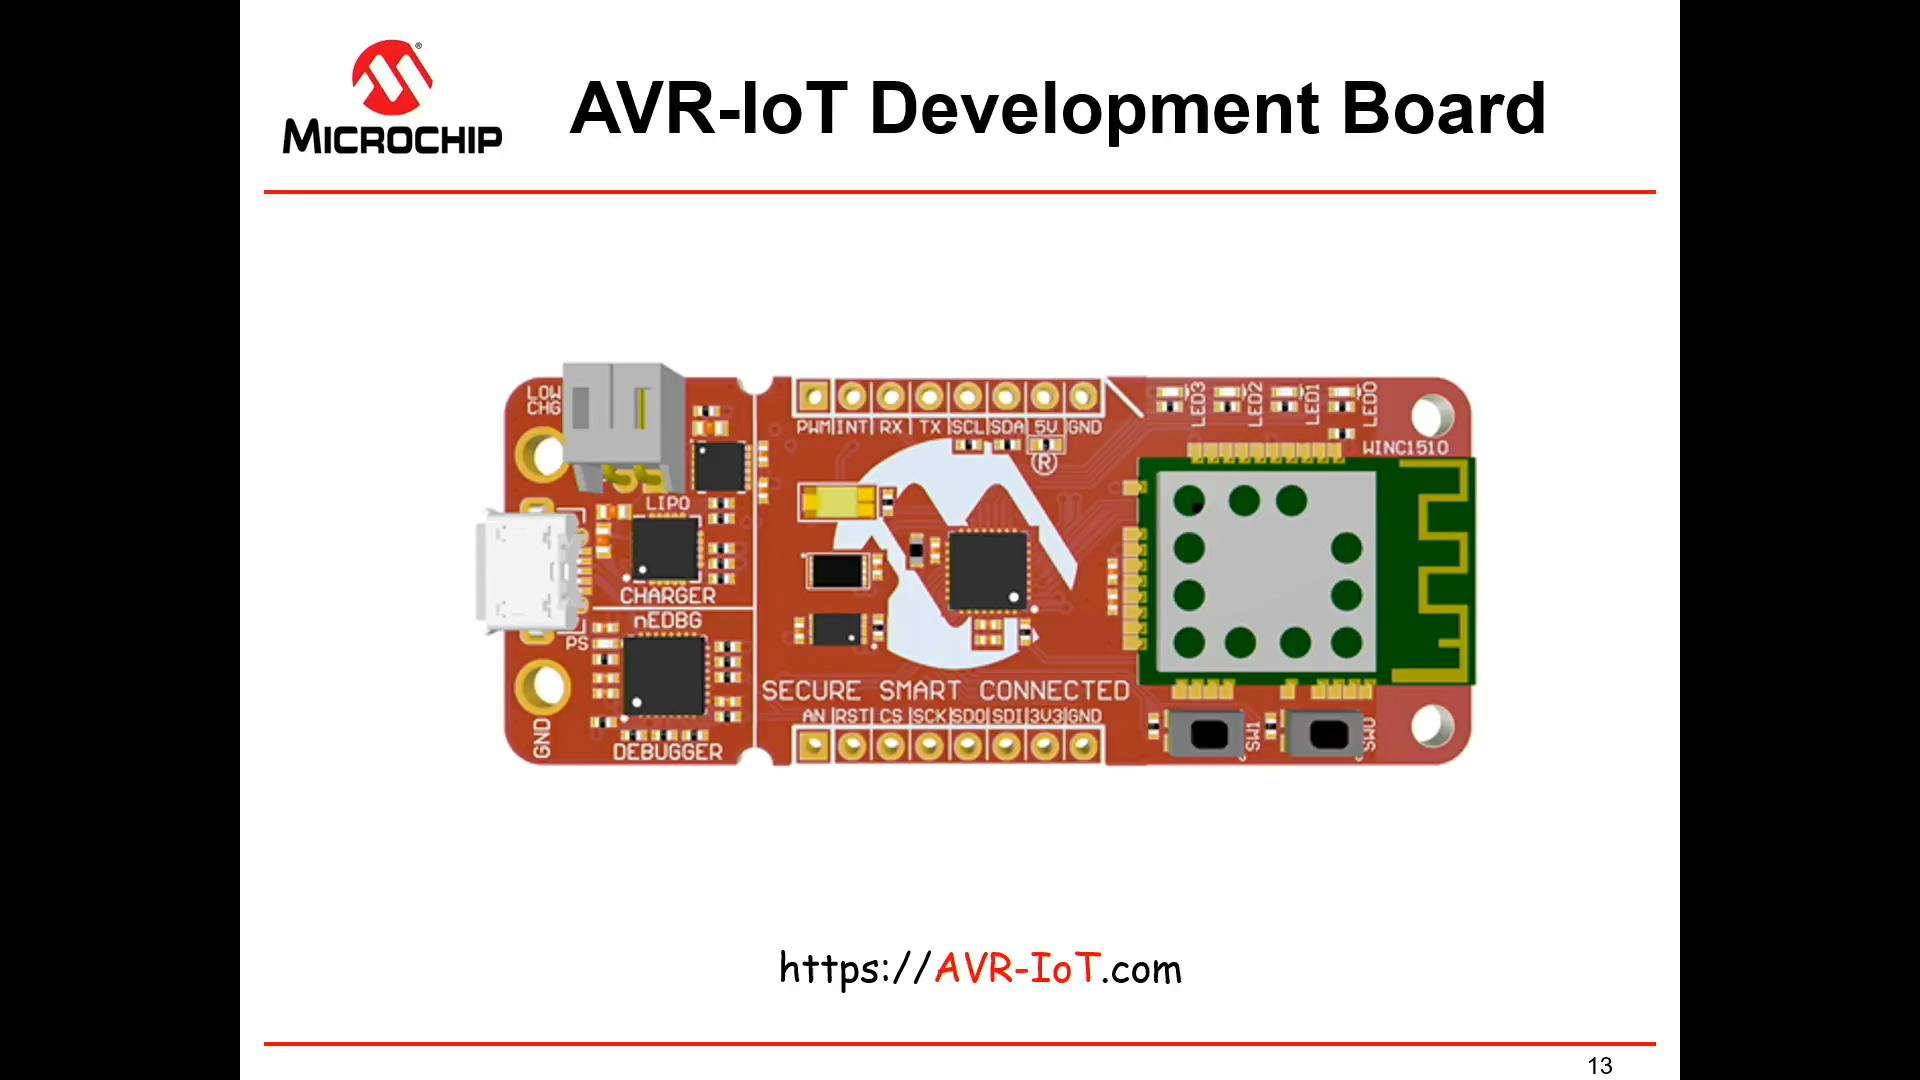 MICROCHIP
®
AVR-IoT Development Board
LOW
CHG
LIPO
CHARGER
nEDBG
PS
GND
DEBUGGER
PWM INT RX TX SCL SDA 5V GND
®
LED3
LED2
LED1
LED0
WINC1510
SECURE SMART CONNECTED
AN RST CS SCK SDO SDI 3V3 GND
SW1
SW0
https://AVR-IoT.com
13